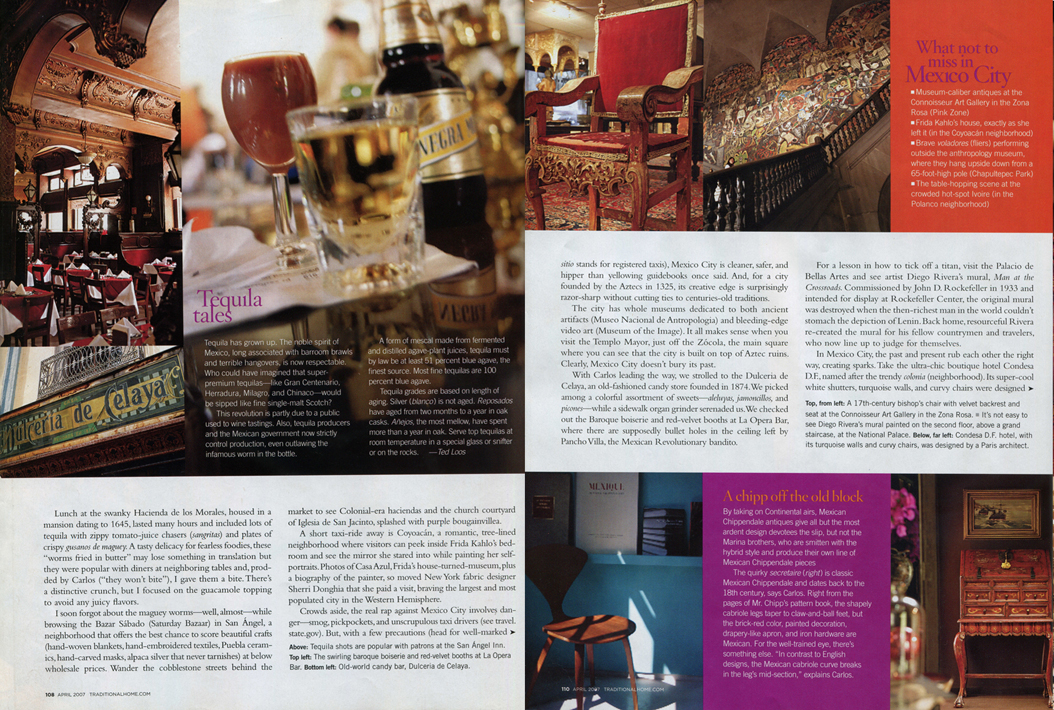 Tequila
tales
Tequila has grown up. The noble spirit of
Mexico, long associated with barroom brawls
and terrible hangovers, is now respectable.
Who could have imagined that super-
premium tequilas—like Gran Centenario,
Herradura, Milagro, and Chinaco—would
be sipped like fine single-malt Scotch?
This revolution is partly due to a public
used to wine tastings. Also, tequila producers
and the Mexican government now strictly
control production, even outlawing the
infamous worm in the bottle.
A form of mescal made from fermented
and distilled agave-plant juices, tequila must
by law be at least 51 percent blue agave, the
finest source. Most fine tequilas are 100
percent blue agave.
Tequila grades are based on length of
aging. Silver (blanco) is not aged. Reposados
have aged from two months to a year in oak
casks. Añejos, the most mellow, have spent
more than a year in oak. Serve top tequilas at
room temperature in a special glass or snifter
or on the rocks. —Ted Loos
NEGRA
Dulcería de Celaya
Lunch at the swanky Hacienda de los Morales, housed in a
mansion dating to 1645, lasted many hours and included lots of
tequila with zippy tomato-juice chasers (sangritas) and plates of
crispy gusanos de maguey. A tasty delicacy for fearless foodies, these
“worms fried in butter” may lose something in translation but
they were popular with diners at neighboring tables and, prod-
ded by Carlos (“they won’t bite”), I gave them a bite. There’s
a distinctive crunch, but I focused on the guacamole topping
to avoid any juicy flavors.
I soon forgot about the maguey worms—well, almost—while
browsing the Bazar Sábado (Saturday Bazaar) in San Ángel, a
neighborhood that offers the best chance to score beautiful crafts
(hand-woven blankets, hand-embroidered textiles, Puebla ceram-
ics, hand-carved masks, alpaca silver that never tarnishes) at below
wholesale prices. Wander the cobblestone streets behind the
market to see Colonial-era haciendas and the church courtyard
of Iglesia de San Jacinto, splashed with purple bougainvillea.
A short taxi-ride away is Coyoacán, a romantic, tree-lined
neighborhood where visitors can peek inside Frida Kahlo’s bed-
room and see the mirror she stared into while painting her self-
portraits. Photos of Casa Azul, Frida’s house-turned-museum, plus
a biography of the painter, so moved New York fabric designer
Sherri Donghia that she paid a visit, braving the largest and most
populated city in the Western Hemisphere.
Crowds aside, the real rap against Mexico City involves dan-
ger—smog, pickpockets, and unscrupulous taxi drivers (see travel.
state.gov). But, with a few precautions (head for well-marked ➤
Above: Tequila shots are popular with patrons at the San Ángel Inn.
Top left: The swirling baroque boiserie and red-velvet booths at La Opera
Bar. Bottom left: Old-world candy bar, Dulceria de Celaya.
108 APRIL 2007 TRADITIONALHOME.COM
What not to
miss in
Mexico City
■ Museum-caliber antiques at the
Connoisseur Art Gallery in the Zona
Rosa (Pink Zone)
■ Frida Kahlo’s house, exactly as she
left it (in the Coyoacán neighborhood)
■ Brave voladores (fliers) performing
outside the anthropology museum,
where they hang upside down from a
65-foot-high pole (Chapultepec Park)
■ The table-hopping scene at the
crowded hot-spot Ivoire (in the
Polanco neighborhood)
sitio stands for registered taxis), Mexico City is cleaner, safer, and
hipper than yellowing guidebooks once said. And, for a city
founded by the Aztecs in 1325, its creative edge is surprisingly
razor-sharp without cutting ties to centuries-old traditions.
The city has whole museums dedicated to both ancient
artifacts (Museo Nacional de Antropologia) and bleeding-edge
video art (Museum of the Image). It all makes sense when you
visit the Templo Mayor, just off the Zócola, the main square
where you can see that the city is built on top of Aztec ruins.
Clearly, Mexico City doesn’t bury its past.
With Carlos leading the way, we strolled to the Dulceria de
Celaya, an old-fashioned candy store founded in 1874. We picked
among a colorful assortment of sweets—aleluyas, jamoncillos, and
picones—while a sidewalk organ grinder serenaded us. We checked
out the Baroque boiserie and red-velvet booths at La Opera Bar,
where there are supposedly bullet holes in the ceiling left by
Pancho Villa, the Mexican Revolutionary bandito.
For a lesson in how to tick off a titan, visit the Palacio de
Bellas Artes and see artist Diego Rivera’s mural, Man at the
Crossroads. Commissioned by John D. Rockefeller in 1933 and
intended for display at Rockefeller Center, the original mural
was destroyed when the then-richest man in the world couldn’t
stomach the depiction of Lenin. Back home, resourceful Rivera
re-created the mural for his fellow countrymen and travelers,
who now line up to judge for themselves.
In Mexico City, the past and present rub each other the right
way, creating sparks. Take the ultra-chic boutique hotel Condesa
D.F., named after the trendy colonia (neighborhood). Its super-cool
white shutters, turquoise walls, and curvy chairs were designed ➤
Top, from left: A 17th-century bishop’s chair with velvet backrest and
seat at the Connoisseur Art Gallery in the Zona Rosa. ■ It’s not easy to
see Diego Rivera’s mural painted on the second floor, above a grand
staircase, at the National Palace. Below, far left: Condesa D.F. hotel, with
its turquoise walls and curvy chairs, was designed by a Paris architect.
MEXIQUE
A chipp off the old block
By taking on Continental airs, Mexican
Chippendale antiques give all but the most
ardent design devotees the slip, but not the
Marina brothers, who are smitten with the
hybrid style and produce their own line of
Mexican Chippendale pieces
The quirky secretaire (right) is classic
Mexican Chippendale and dates back to the
18th century, says Carlos. Right from the
pages of Mr. Chipp’s pattern book, the shapely
cabriole legs taper to claw-and-ball feet, but
the brick-red color, painted decoration,
drapery-like apron, and iron hardware are
Mexican. For the well-trained eye, there’s
something else. “In contrast to English
designs, the Mexican cabriole curve breaks
in the leg’s mid-section,” explains Carlos.
110 APRIL 2007 TRADITIONALHOME.COM